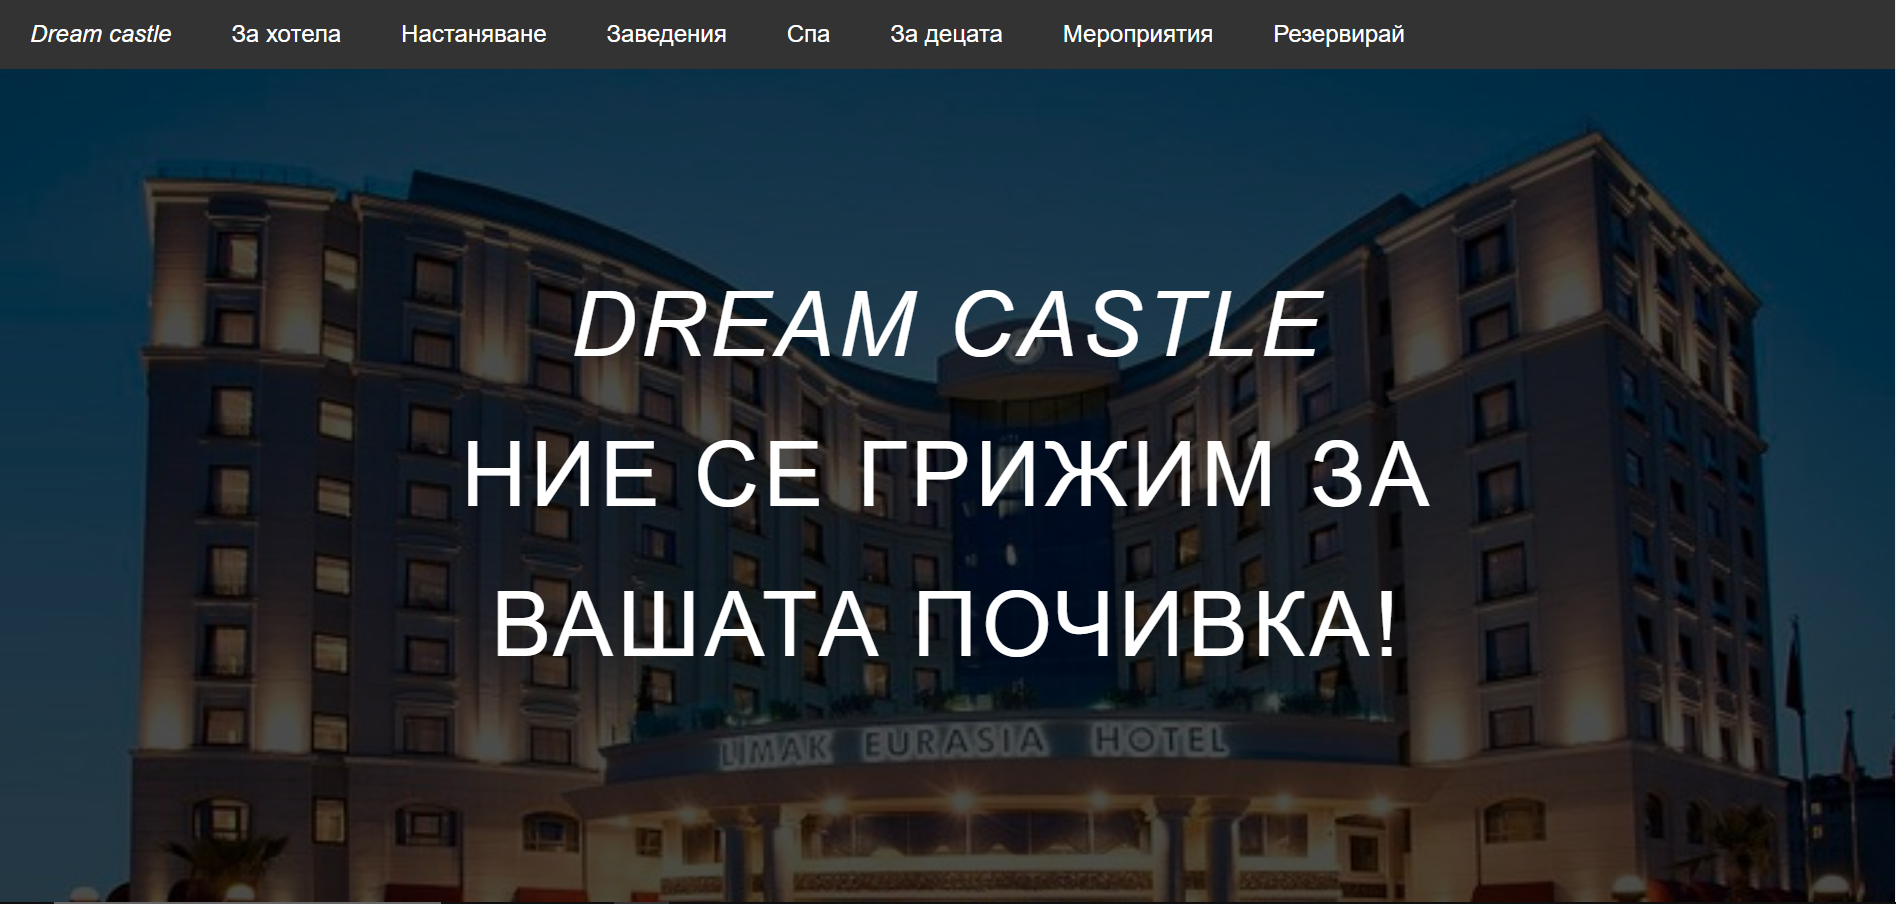 Dream castle За хотела Настаняване Заведения Спа За децата Мероприятия Резервирай
DREAM CASTLE
НИЕ СЕ ГРИЖИМ ЗА
ВАШАТА ПОЧИВКА!
LIMAK EURASIA HOTEL